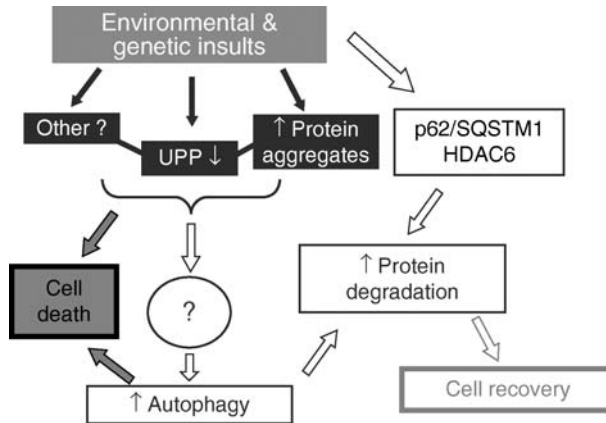 Environmental &
genetic insults
Other ?
UPP ↓
↑ Protein
aggregates
p62/SQSTM1
HDAC6
Cell
death
?
↑ Protein
degradation
↑ Autophagy
Cell recovery